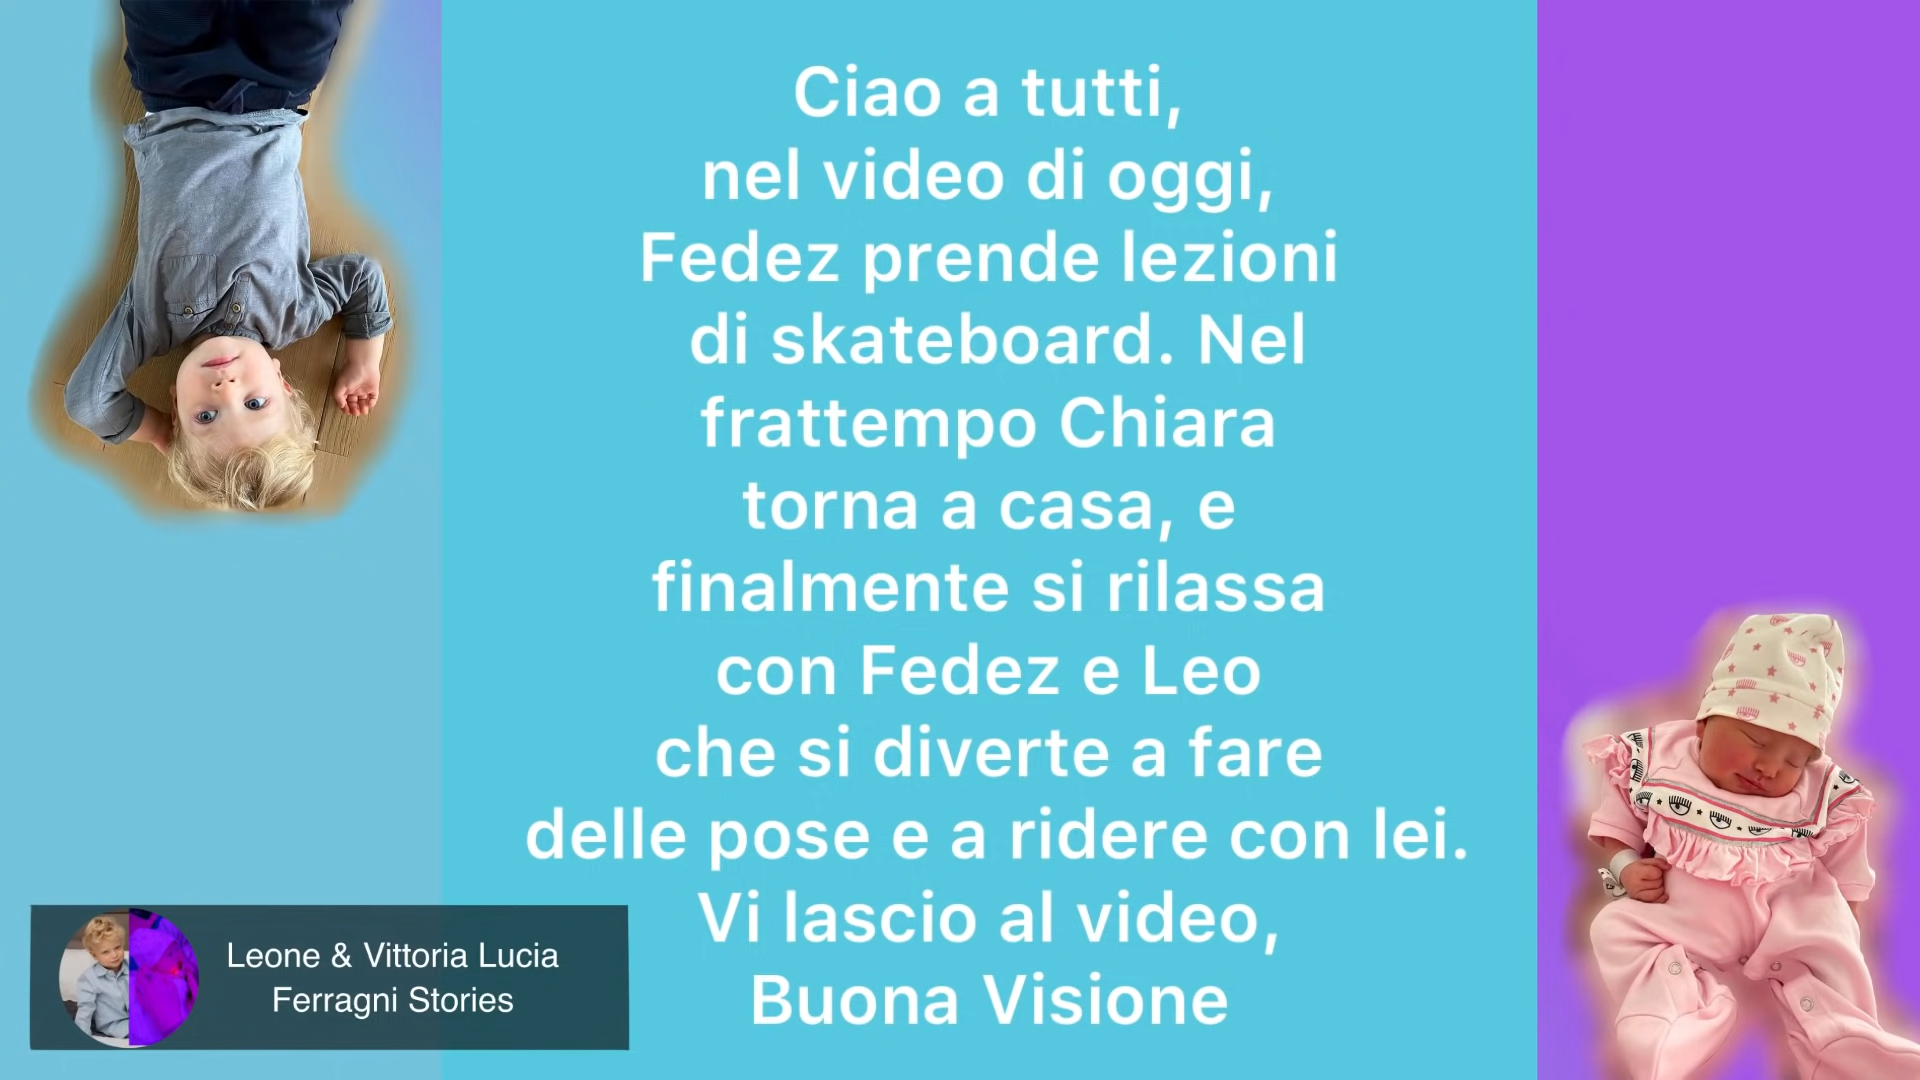 Ciao a tutti,
nel video di oggi,
Fedez prende lezioni
di skateboard. Nel
frattempo Chiara
torna a casa, e
finalmente si rilassa
con Fedez e Leo
che si diverte a fare
delle pose e a ridere con lei.
Vi lascio al video,
Buona Visione
Leone & Vittoria Lucia
Ferragni Stories